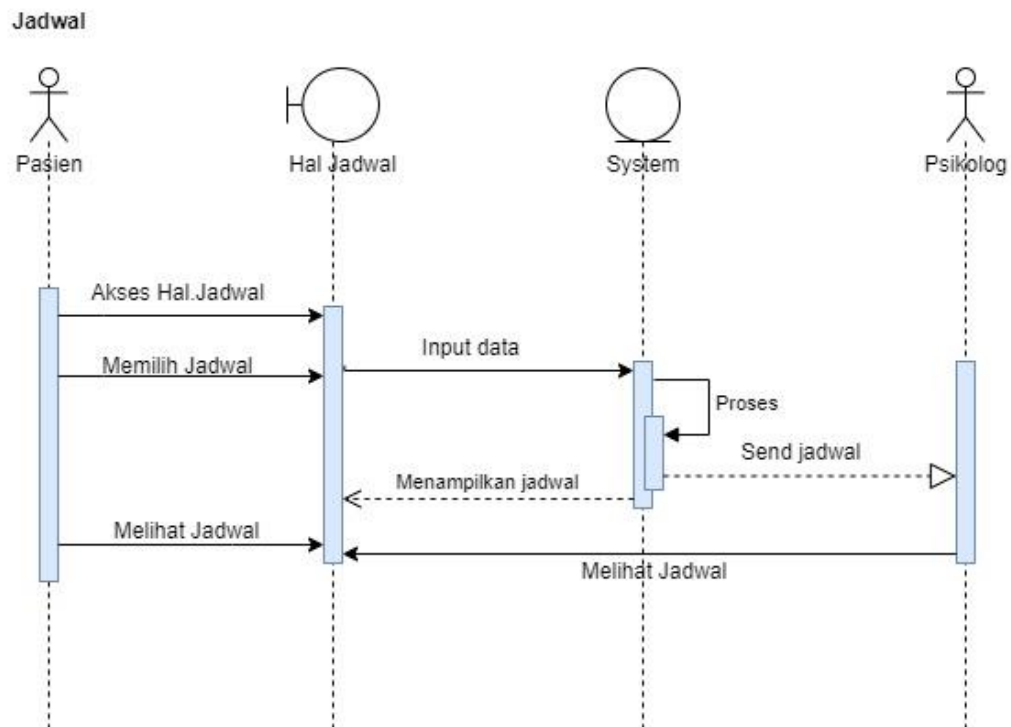 Jadwal
Pasien
Hal Jadwal
System
Psikolog
Akses Hal.Jadwal
Input data
Memilih Jadwal
Proses
Send jadwal
Menampilkan jadwal
Melihat Jadwal
Melihat Jadwal